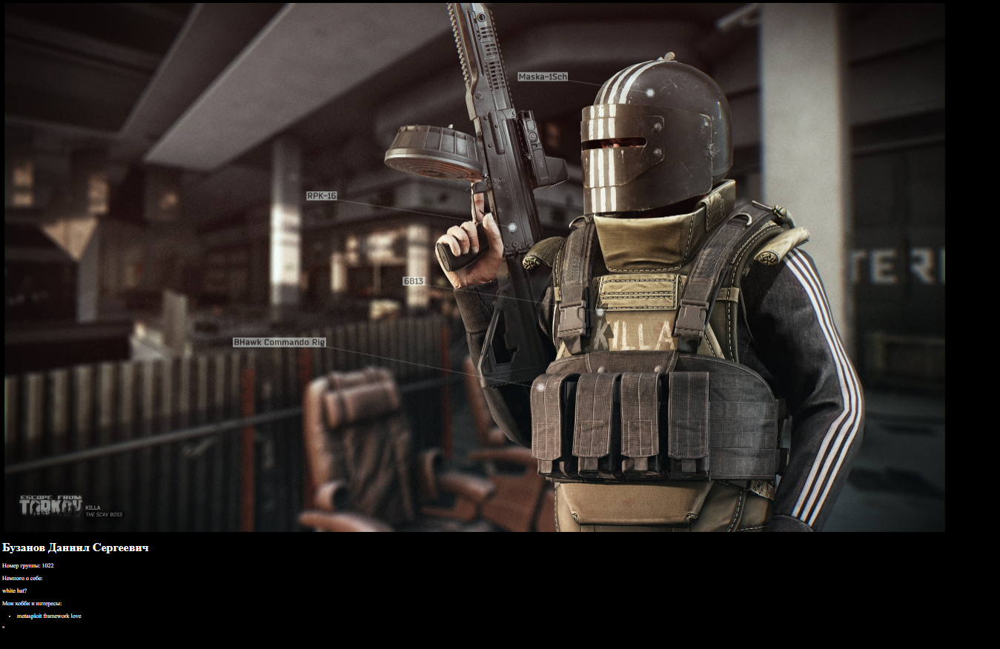 Maska-1Sch
RPK-16
6B13
KILLA
BHawk Commando Rig
TER
ESCAPE FROM
TARKOV
KILLA
THE SCAV BOSS
Бузанов Даниил Сергеевич
Номер группы: 1022
Немного о себе:
white hat?
Мои хобби и интересы:
• metasploit framework love
"